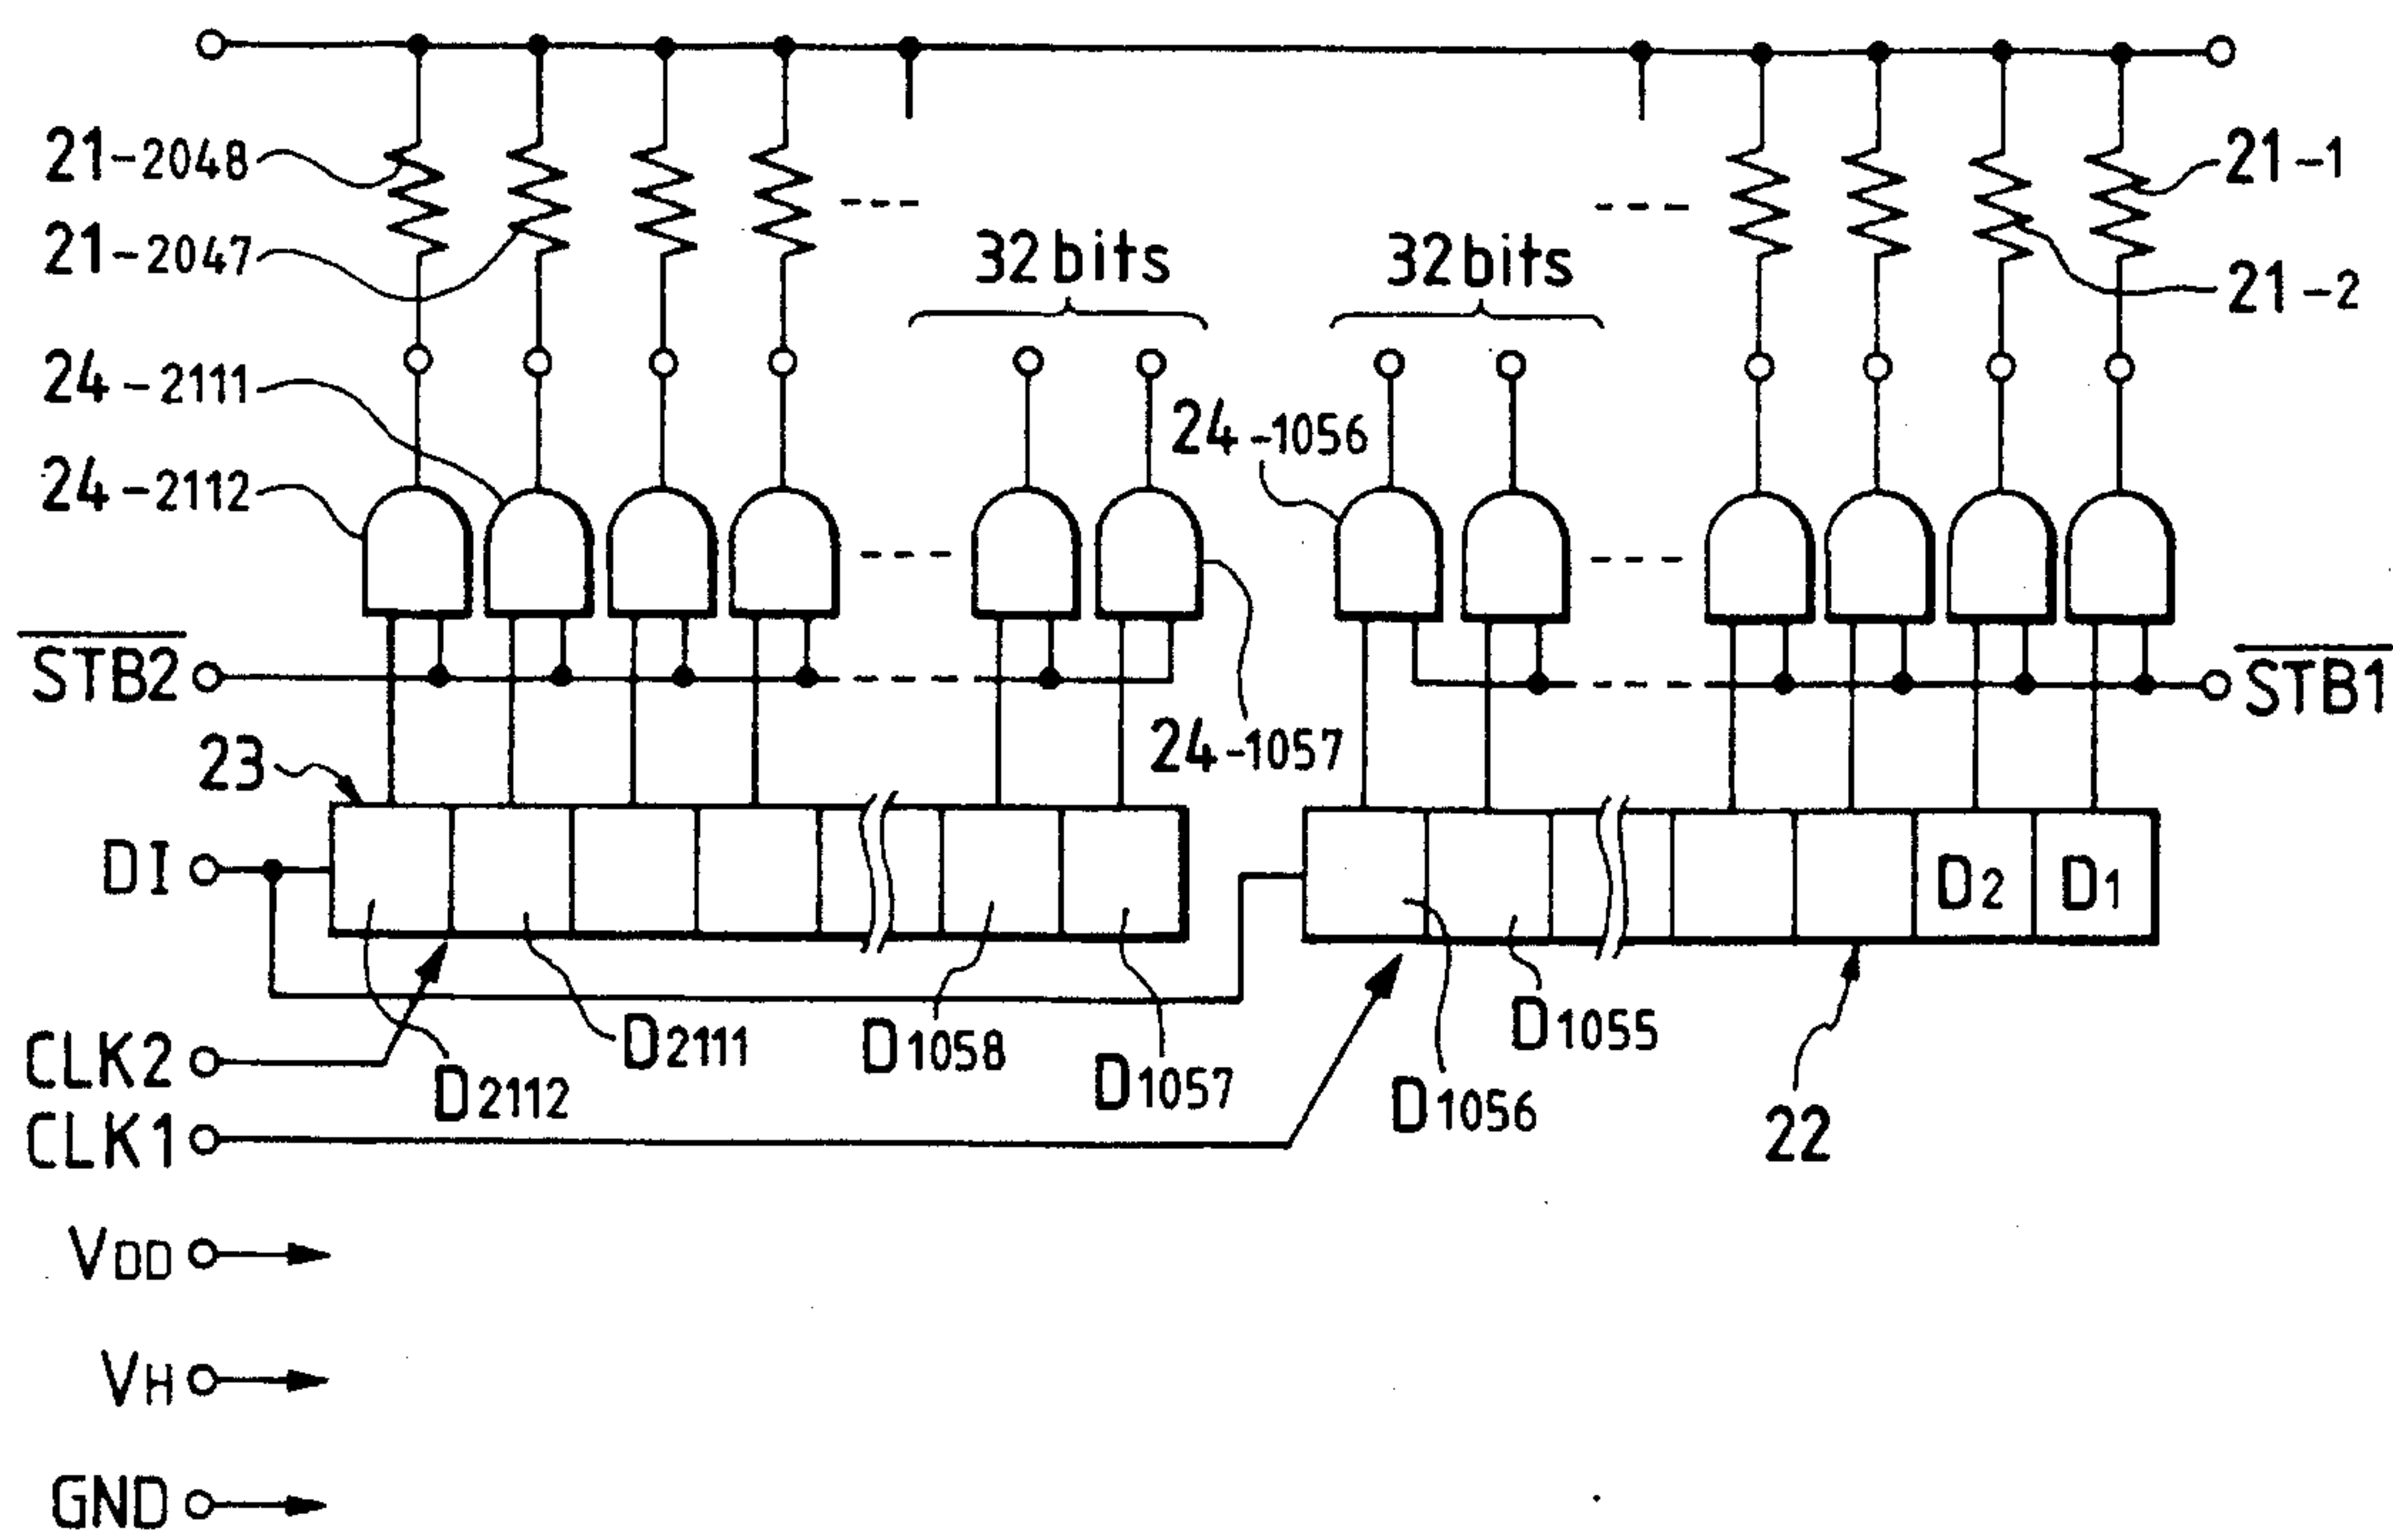 21-2048
21-1
21-2047
32bits
32bits
21-2
24-2111
24-1056
24-2112
STB2
STB1
24-1057
23
DI
D2
D1
CLK2
D2111
D1058
D1055
D2112
D1057
D1056
CLK1
22
VDD
VH
GND